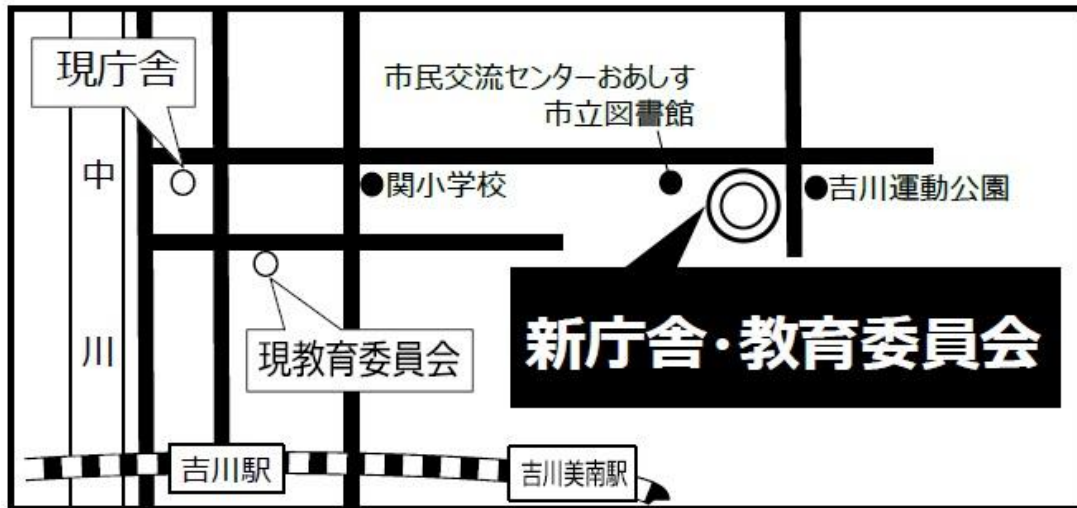 現庁舎
市民交流センターおあしす
市立図書館
中川
関小学校
吉川運動公園
新庁舎・教育委員会
現教育委員会
吉川駅
吉川美南駅